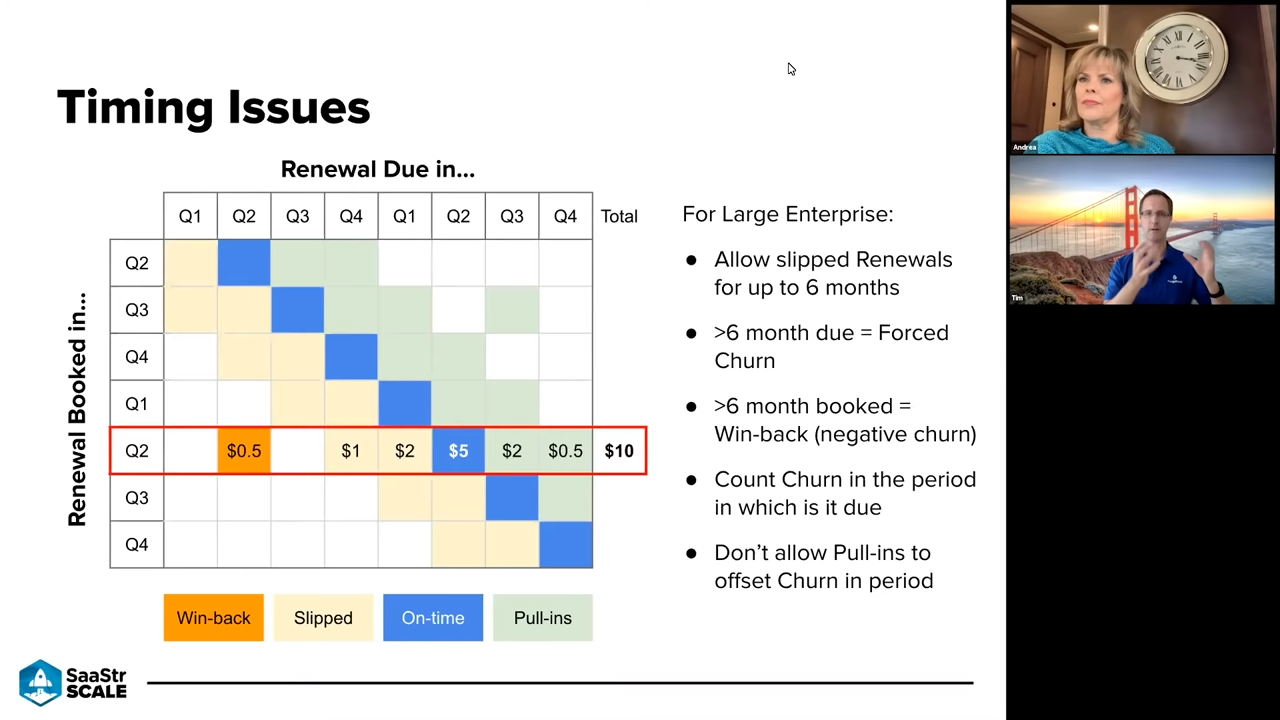 Timing Issues
Renewal Due in...
Q1 Q2 Q3 Q4 Q1 Q2 Q3 Q4 Total
Renewal Booked in...
Q2
Q3
Q4
Q1
Q2 $0.5 $1 $2 $5 $2 $0.5 $10
Q3
Q4
Win-back Slipped On-time Pull-ins
For Large Enterprise:
● Allow slipped Renewals
for up to 6 months
● >6 month due = Forced
Churn
● >6 month booked =
Win-back (negative churn)
● Count Churn in the period
in which is it due
● Don't allow Pull-ins to
offset Churn in period
SaaStr
SCALE
Andrea
Tim